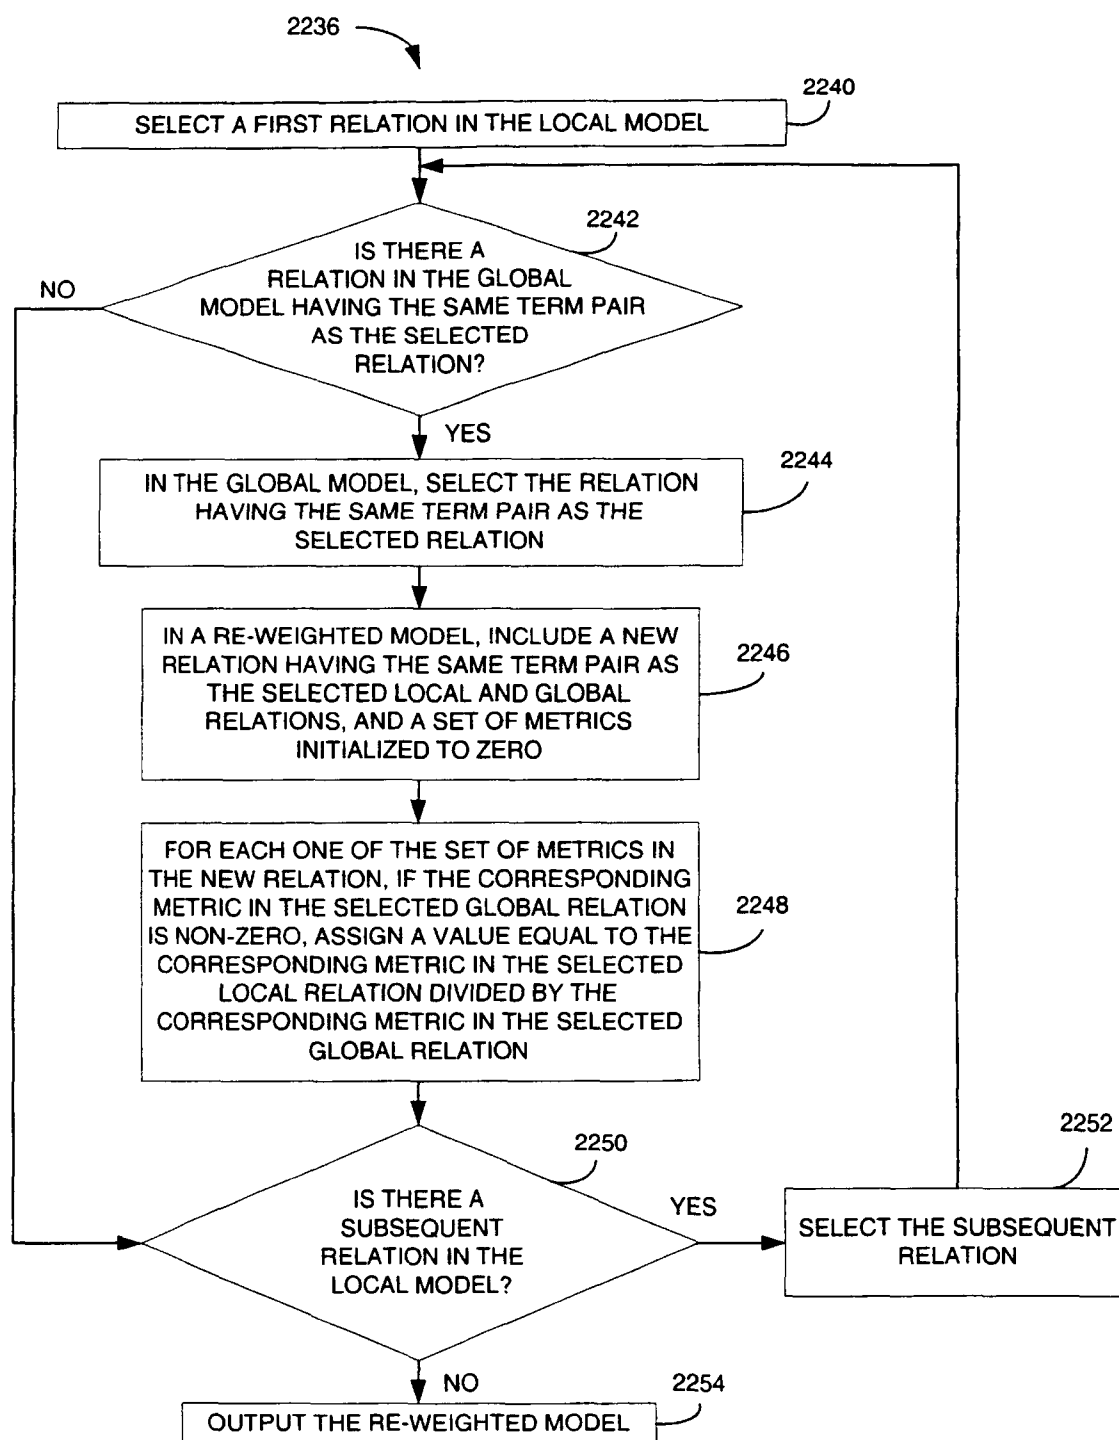 2236
2240
SELECT A FIRST RELATION IN THE LOCAL MODEL
2242
IS THERE A
RELATION IN THE GLOBAL
MODEL HAVING THE SAME TERM PAIR
AS THE SELECTED
RELATION?
NO
YES
2244
IN THE GLOBAL MODEL, SELECT THE RELATION
HAVING THE SAME TERM PAIR AS THE
SELECTED RELATION
2246
IN A RE-WEIGHTED MODEL, INCLUDE A NEW
RELATION HAVING THE SAME TERM PAIR AS
THE SELECTED LOCAL AND GLOBAL
RELATIONS, AND A SET OF METRICS
INITIALIZED TO ZERO
2248
FOR EACH ONE OF THE SET OF METRICS IN
THE NEW RELATION, IF THE CORRESPONDING
METRIC IN THE SELECTED GLOBAL RELATION
IS NON-ZERO, ASSIGN A VALUE EQUAL TO THE
CORRESPONDING METRIC IN THE SELECTED
LOCAL RELATION DIVIDED BY THE
CORRESPONDING METRIC IN THE SELECTED
GLOBAL RELATION
2250
IS THERE A
SUBSEQUENT
RELATION IN THE
LOCAL MODEL?
YES
2252
SELECT THE SUBSEQUENT
RELATION
NO
2254
OUTPUT THE RE-WEIGHTED MODEL